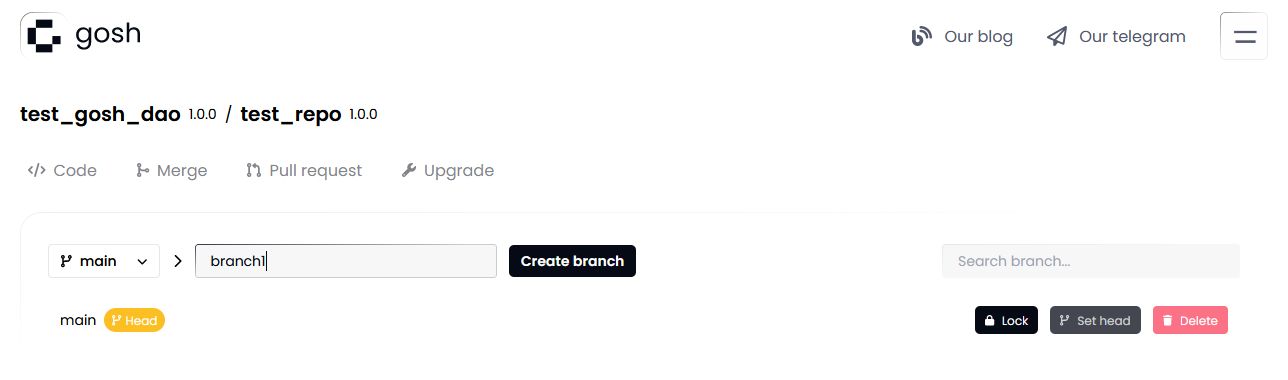 gosh
Our blog
Our telegram
test_gosh_dao 1.0.0 / test_repo 1.0.0
</> Code
Merge
Pull request
Upgrade
main
branch1
Create branch
Search branch...
main
Head
Lock
Set head
Delete